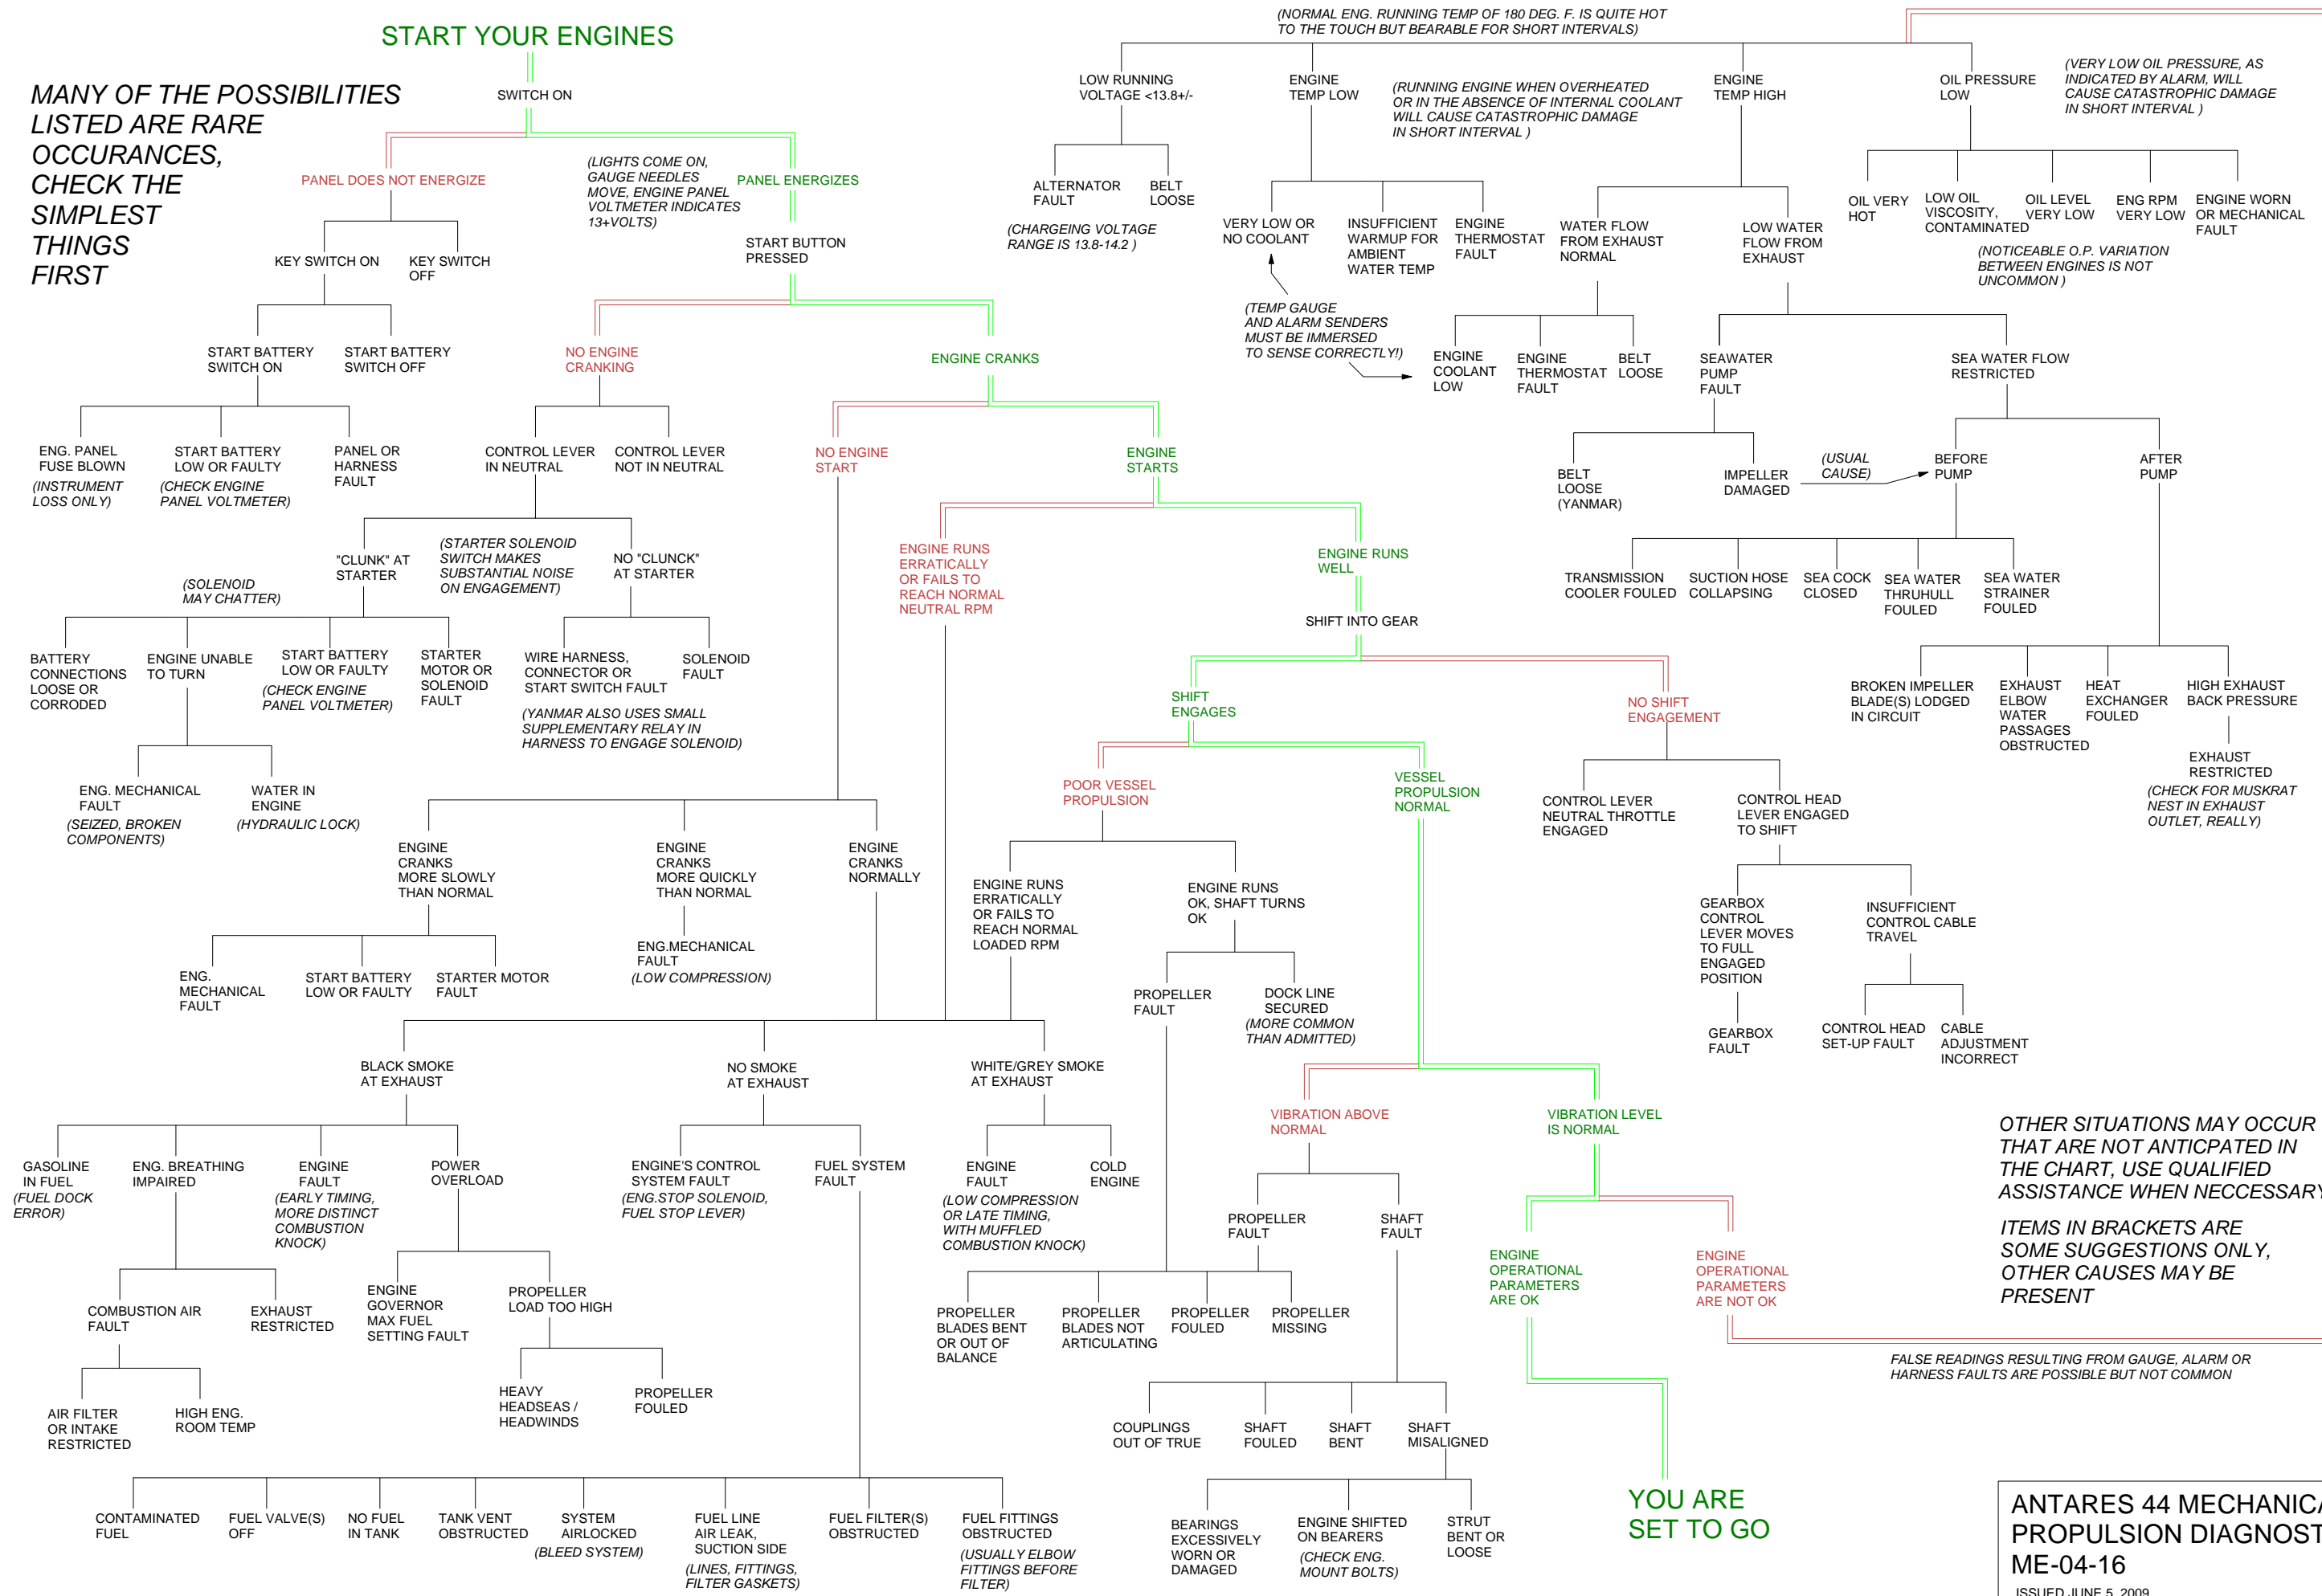 START YOUR ENGINES
MANY OF THE POSSIBILITIES
LISTED ARE RARE
OCCURANCES,
CHECK THE
SIMPLEST
THINGS
FIRST
SWITCH ON
PANEL DOES NOT ENERGIZE
(LIGHTS COME ON,
GAUGE NEEDLES
MOVE, ENGINE PANEL
VOLTMETER INDICATES
13+VOLTS)
PANEL ENERGIZES
KEY SWITCH ON
KEY SWITCH
OFF
START BUTTON
PRESSED
START BATTERY
SWITCH ON
START BATTERY
SWITCH OFF
NO ENGINE
CRANKING
ENGINE CRANKS
ENG. PANEL
FUSE BLOWN
(INSTRUMENT
LOSS ONLY)
START BATTERY
LOW OR FAULTY
(CHECK ENGINE
PANEL VOLTMETER)
PANEL OR
HARNESS
FAULT
CONTROL LEVER
IN NEUTRAL
CONTROL LEVER
NOT IN NEUTRAL
NO ENGINE
START
ENGINE
STARTS
"CLUNK" AT
STARTER
(STARTER SOLENOID
SWITCH MAKES
SUBSTANTIAL NOISE
ON ENGAGEMENT)
NO "CLUNCK"
AT STARTER
(SOLENOID
MAY CHATTER)
ENGINE RUNS
ERRATICALLY
OR FAILS TO
REACH NORMAL
NEUTRAL RPM
ENGINE RUNS
WELL
SHIFT INTO GEAR
BATTERY
CONNECTIONS
LOOSE OR
CORRODED
ENGINE UNABLE
TO TURN
START BATTERY
LOW OR FAULTY
(CHECK ENGINE
PANEL VOLTMETER)
STARTER
MOTOR OR
SOLENOID
FAULT
WIRE HARNESS,
CONNECTOR OR
START SWITCH FAULT
(YANMAR ALSO USES SMALL
SUPPLEMENTARY RELAY IN
HARNESS TO ENGAGE SOLENOID)
SOLENOID
FAULT
ENG. MECHANICAL
FAULT
(SEIZED, BROKEN
COMPONENTS)
WATER IN
ENGINE
(HYDRAULIC LOCK)
SHIFT
ENGAGES
NO SHIFT
ENGAGEMENT
POOR VESSEL
PROPULSION
VESSEL
PROPULSION
NORMAL
CONTROL LEVER
NEUTRAL THROTTLE
ENGAGED
CONTROL HEAD
LEVER ENGAGED
TO SHIFT
ENGINE
CRANKS
MORE SLOWLY
THAN NORMAL
ENGINE
CRANKS
MORE QUICKLY
THAN NORMAL
ENGINE
CRANKS
NORMALLY
ENGINE RUNS
ERRATICALLY
OR FAILS TO
REACH NORMAL
LOADED RPM
ENGINE RUNS
OK, SHAFT TURNS
OK
GEARBOX
CONTROL
LEVER MOVES
TO FULL
ENGAGED
POSITION
INSUFFICIENT
CONTROL CABLE
TRAVEL
ENG.
MECHANICAL
FAULT
START BATTERY
LOW OR FAULTY
STARTER MOTOR
FAULT
ENG.MECHANICAL
FAULT
(LOW COMPRESSION)
PROPELLER
FAULT
DOCK LINE
SECURED
(MORE COMMON
THAN ADMITTED)
GEARBOX
FAULT
CONTROL HEAD
SET-UP FAULT
CABLE
ADJUSTMENT
INCORRECT
BLACK SMOKE
AT EXHAUST
NO SMOKE
AT EXHAUST
WHITE/GREY SMOKE
AT EXHAUST
VIBRATION ABOVE
NORMAL
VIBRATION LEVEL
IS NORMAL
GASOLINE
IN FUEL
(FUEL DOCK
ERROR)
ENG. BREATHING
IMPAIRED
ENGINE
FAULT
(EARLY TIMING,
MORE DISTINCT
COMBUSTION
KNOCK)
POWER
OVERLOAD
ENGINE'S CONTROL
SYSTEM FAULT
(ENG.STOP SOLENOID,
FUEL STOP LEVER)
FUEL SYSTEM
FAULT
ENGINE
FAULT
(LOW COMPRESSION
OR LATE TIMING,
WITH MUFFLED
COMBUSTION KNOCK)
COLD
ENGINE
PROPELLER
FAULT
SHAFT
FAULT
ENGINE
OPERATIONAL
PARAMETERS
ARE OK
ENGINE
OPERATIONAL
PARAMETERS
ARE NOT OK
COMBUSTION AIR
FAULT
EXHAUST
RESTRICTED
ENGINE
GOVERNOR
MAX FUEL
SETTING FAULT
PROPELLER
LOAD TOO HIGH
PROPELLER
BLADES BENT
OR OUT OF
BALANCE
PROPELLER
BLADES NOT
ARTICULATING
PROPELLER
FOULED
PROPELLER
MISSING
AIR FILTER
OR INTAKE
RESTRICTED
HIGH ENG.
ROOM TEMP
HEAVY
HEADSEAS /
HEADWINDS
PROPELLER
FOULED
COUPLINGS
OUT OF TRUE
SHAFT
FOULED
SHAFT
BENT
SHAFT
MISALIGNED
CONTAMINATED
FUEL
FUEL VALVE(S)
OFF
NO FUEL
IN TANK
TANK VENT
OBSTRUCTED
SYSTEM
AIRLOCKED
(BLEED SYSTEM)
FUEL LINE
AIR LEAK,
SUCTION SIDE
(LINES, FITTINGS,
FILTER GASKETS)
FUEL FILTER(S)
OBSTRUCTED
FUEL FITTINGS
OBSTRUCTED
(USUALLY ELBOW
FITTINGS BEFORE
FILTER)
BEARINGS
EXCESSIVELY
WORN OR
DAMAGED
ENGINE SHIFTED
ON BEARERS
(CHECK ENG.
MOUNT BOLTS)
STRUT
BENT OR
LOOSE
YOU ARE
SET TO GO
(NORMAL ENG. RUNNING TEMP OF 180 DEG. F. IS QUITE HOT
TO THE TOUCH BUT BEARABLE FOR SHORT INTERVALS)
LOW RUNNING
VOLTAGE <13.8+/-
ENGINE
TEMP LOW
(RUNNING ENGINE WHEN OVERHEATED
OR IN THE ABSENCE OF INTERNAL COOLANT
WILL CAUSE CATASTROPHIC DAMAGE
IN SHORT INTERVAL )
ENGINE
TEMP HIGH
OIL PRESSURE
LOW
(VERY LOW OIL PRESSURE, AS
INDICATED BY ALARM, WILL
CAUSE CATASTROPHIC DAMAGE
IN SHORT INTERVAL )
ALTERNATOR
FAULT
BELT
LOOSE
(CHARGEING VOLTAGE
RANGE IS 13.8-14.2 )
VERY LOW OR
NO COOLANT
INSUFFICIENT
WARMUP FOR
AMBIENT
WATER TEMP
ENGINE
THERMOSTAT
FAULT
WATER FLOW
FROM EXHAUST
NORMAL
LOW WATER
FLOW FROM
EXHAUST
OIL VERY
HOT
LOW OIL
VISCOSITY,
CONTAMINATED
OIL LEVEL
VERY LOW
ENG RPM
VERY LOW
ENGINE WORN
OR MECHANICAL
FAULT
(NOTICEABLE O.P. VARIATION
BETWEEN ENGINES IS NOT
UNCOMMON )
(TEMP GAUGE
AND ALARM SENDERS
MUST BE IMMERSED
TO SENSE CORRECTLY!)
ENGINE
COOLANT
LOW
ENGINE
THERMOSTAT
FAULT
BELT
LOOSE
SEAWATER
PUMP
FAULT
SEA WATER FLOW
RESTRICTED
BELT
LOOSE
(YANMAR)
IMPELLER
DAMAGED
(USUAL
CAUSE)
BEFORE
PUMP
AFTER
PUMP
TRANSMISSION
COOLER FOULED
SUCTION HOSE
COLLAPSING
SEA COCK
CLOSED
SEA WATER
THRUHULL
FOULED
SEA WATER
STRAINER
FOULED
BROKEN IMPELLER
BLADE(S) LODGED
IN CIRCUIT
EXHAUST
ELBOW
WATER
PASSAGES
OBSTRUCTED
HEAT
EXCHANGER
FOULED
HIGH EXHAUST
BACK PRESSURE
EXHAUST
RESTRICTED
(CHECK FOR MUSKRAT
NEST IN EXHAUST
OUTLET, REALLY)
OTHER SITUATIONS MAY OCCUR
THAT ARE NOT ANTICPATED IN
THE CHART, USE QUALIFIED
ASSISTANCE WHEN NECCESSARY
ITEMS IN BRACKETS ARE
SOME SUGGESTIONS ONLY,
OTHER CAUSES MAY BE
PRESENT
FALSE READINGS RESULTING FROM GAUGE, ALARM OR
HARNESS FAULTS ARE POSSIBLE BUT NOT COMMON
ANTARES 44 MECHANICA
PROPULSION DIAGNOST
ME-04-16
ISSUED JUNE 5, 2009